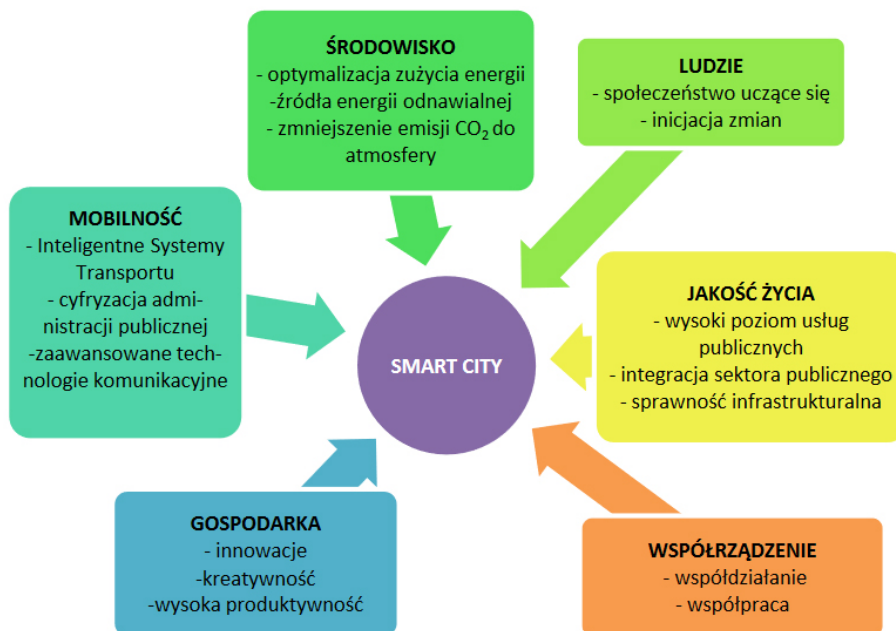 ŚRODOWISKO
- optymalizacja zużycia energii
-źródła energii odnawialnej
- zmniejszenie emisji CO₂ do
atmosfery
LUDZIE
- społeczeństwo uczące się
- inicjacja zmian
MOBILNOŚĆ
- Inteligentne Systemy
Transportu
- cyfryzacja admi-
nistracji publicznej
-zaawansowane tech-
nologie komunikacyjne
SMART CITY
JAKOŚĆ ŻYCIA
- wysoki poziom usług
publicznych
- integracja sektora publicznego
- sprawność infrastrukturalna
GOSPODARKA
- innowacje
-kreatywność
-wysoka produktywność
WSPÓŁRZĄDZENIE
- współdziałanie
- współpraca